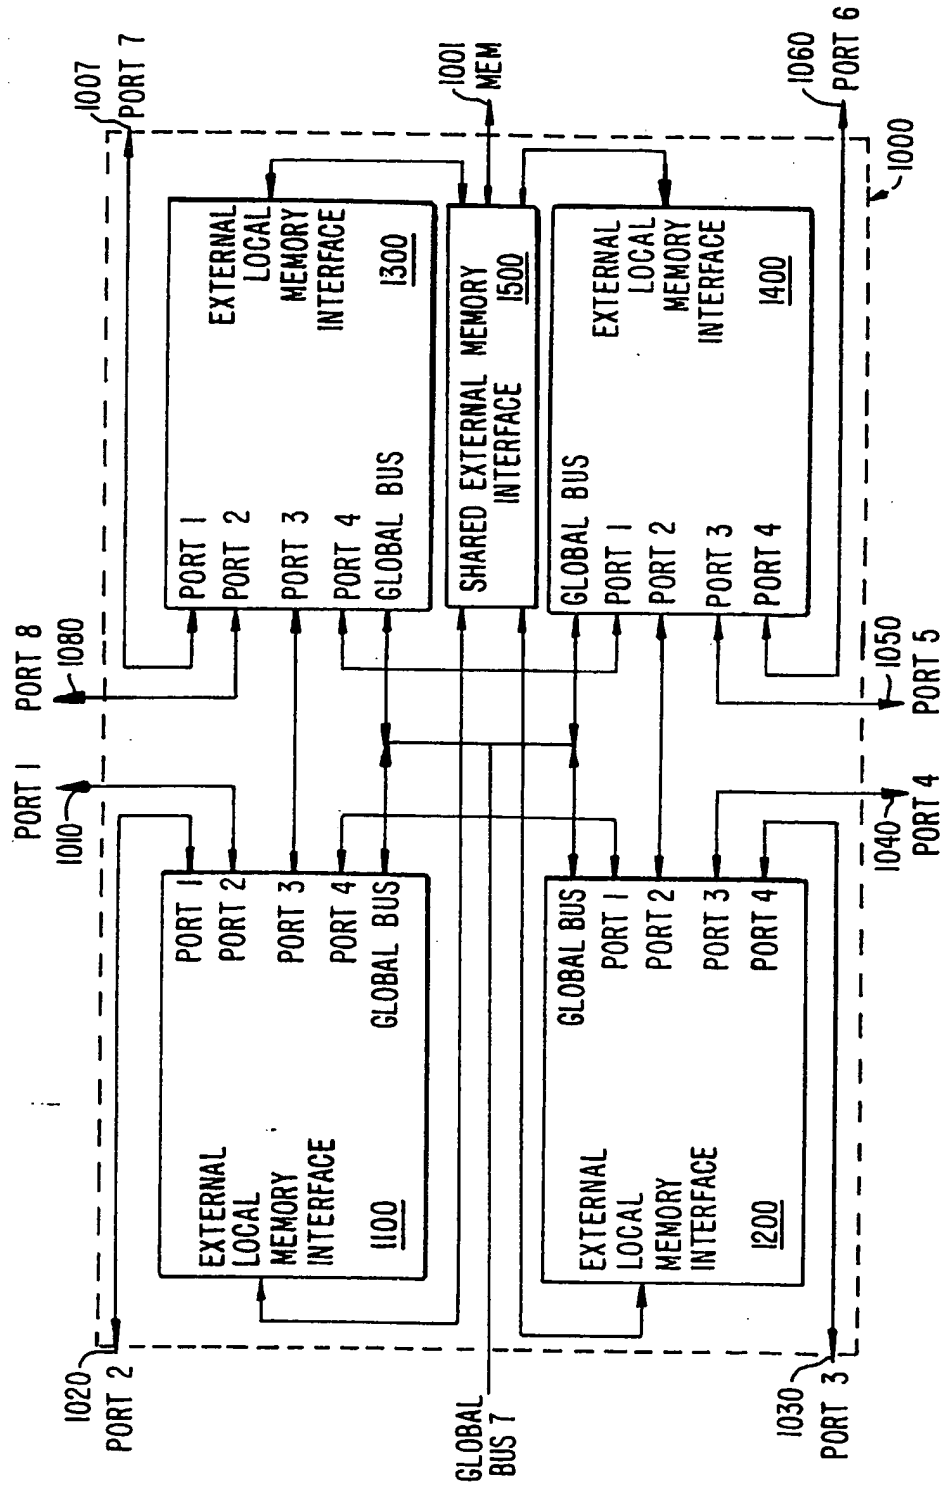 PORT 1
1010
PORT 8
1080
1020
PORT 2
1007
PORT 7
PORT 1
PORT 2
PORT 3
PORT 4
GLOBAL BUS
EXTERNAL
LOCAL
MEMORY
INTERFACE
1100
PORT 1
PORT 2
PORT 3
PORT 4
GLOBAL BUS
EXTERNAL
LOCAL
MEMORY
INTERFACE
1300
SHARED EXTERNAL MEMORY
INTERFACE
1500
1001
MEM
GLOBAL
BUS 7
GLOBAL BUS
PORT 1
PORT 2
PORT 3
PORT 4
EXTERNAL
LOCAL
MEMORY
INTERFACE
1200
GLOBAL BUS
PORT 1
PORT 2
PORT 3
PORT 4
EXTERNAL
LOCAL
MEMORY
INTERFACE
1400
1030
PORT 3
1060
PORT 6
1040
PORT 4
1050
PORT 5
1000